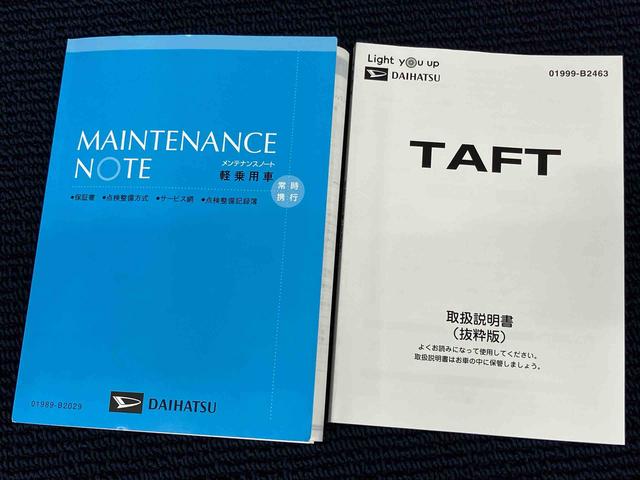 MAINTENANCE
NOTE
メンテナンスノート
軽乗用車
常時
携行
●保証書 ●点検整備方式 ●サービス網 ●点検整備記録簿
01989-B2029
DAIHATSU
Light you up
DAIHATSU
01999-B2463
TAFT
取扱説明書
(抜粋版)
よくお読みになって使用してください。
取扱説明書はお車の中に保管しましょう。